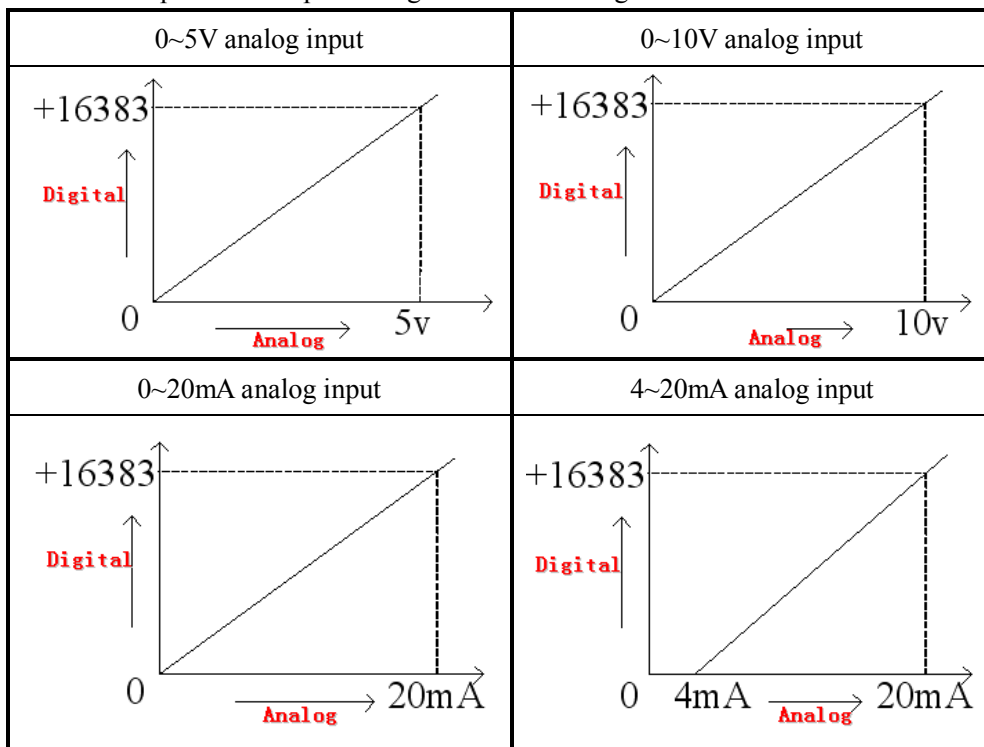 0~5V analog input
0~10V analog input
+16383
Digital
0
Analog
5v
+16383
Digital
0
Analog
10v
0~20mA analog input
4~20mA analog input
+16383
Digital
0
Analog
20mA
+16383
Digital
0
4mA
Analog
20mA